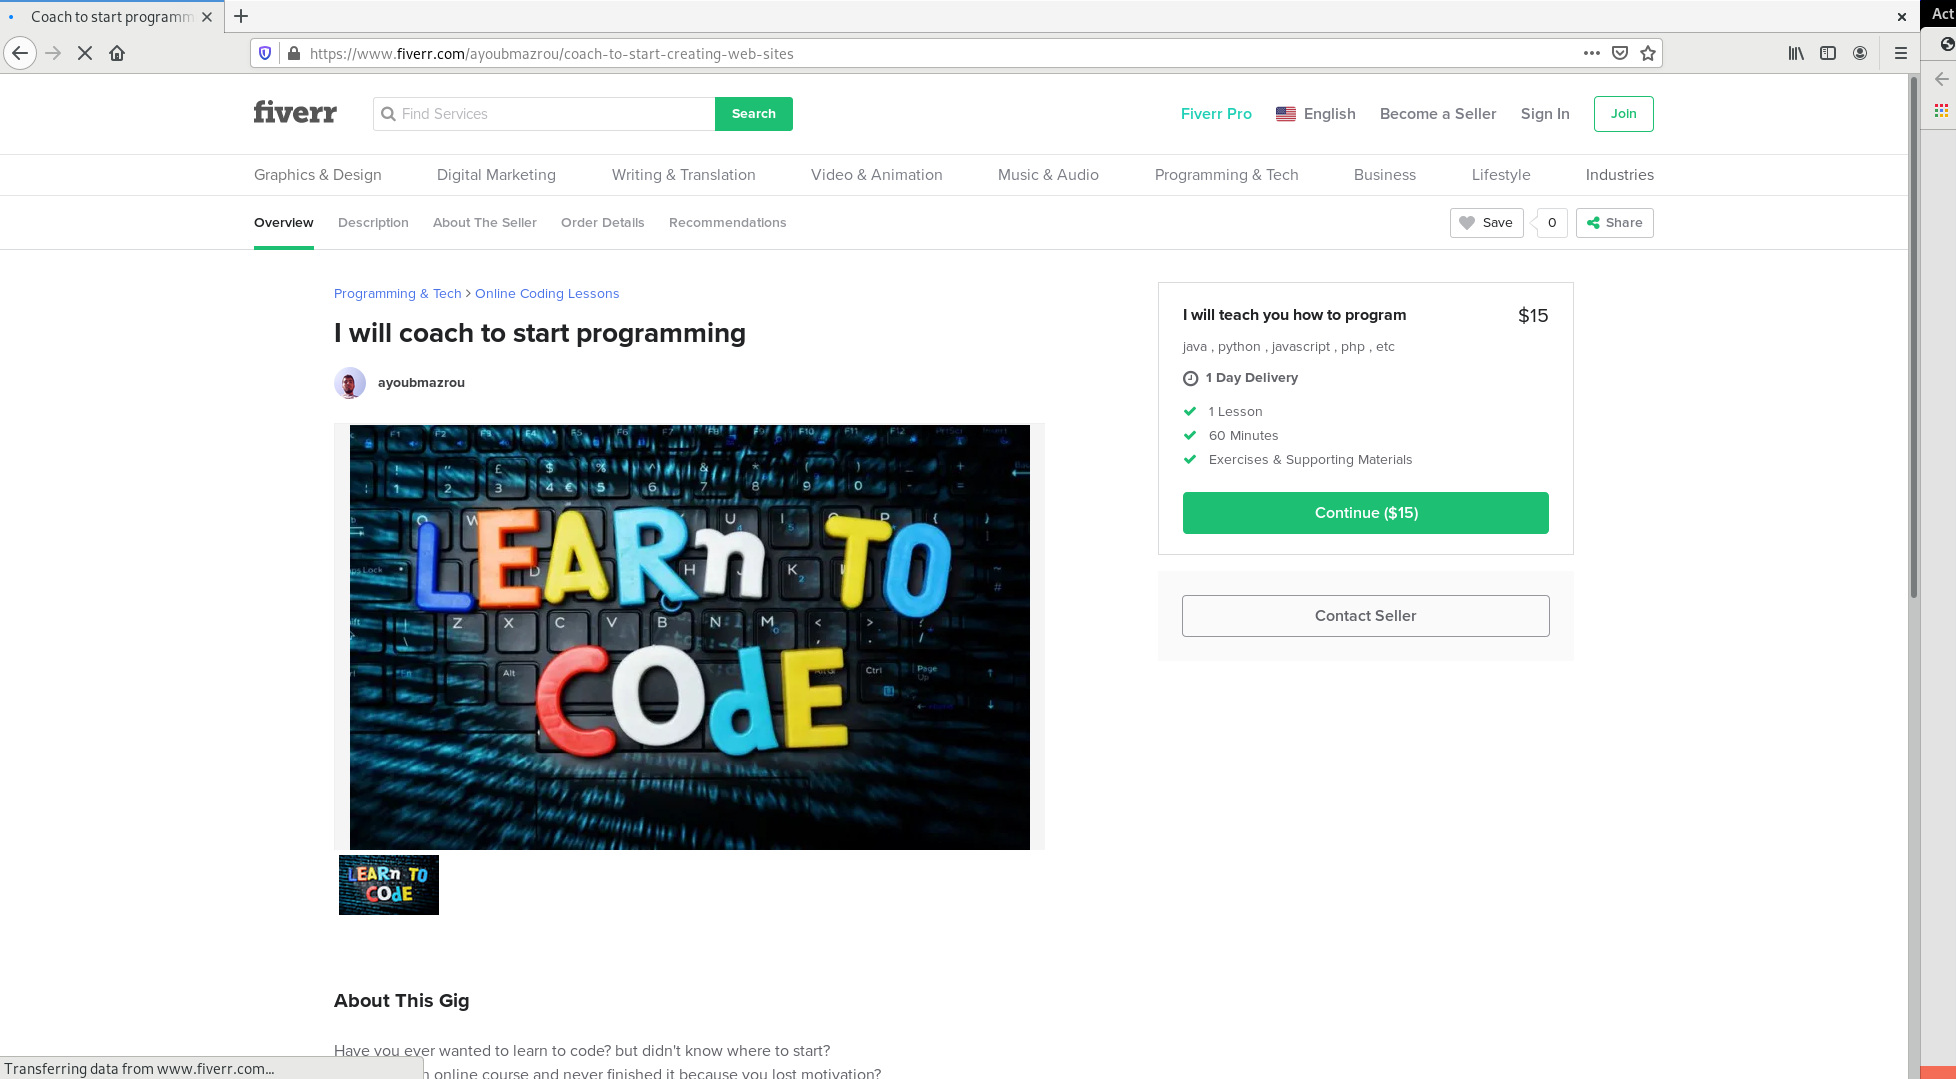 Coach to start programm
Act
https://www.fiverr.com/ayoubmazrou/coach-to-start-creating-web-sites
fiverr
Find Services
Search
Fiverr Pro
English
Become a Seller
Sign In
Join
Graphics & Design
Digital Marketing
Writing & Translation
Video & Animation
Music & Audio
Programming & Tech
Business
Lifestyle
Industries
Overview
Description
About The Seller
Order Details
Recommendations
Save
0
Share
Programming & Tech > Online Coding Lessons
I will coach to start programming
ayoubmazrou
LEARn TO
CODE
LEARn TO
CODE
I will teach you how to program
$15
java , python , javascript , php , etc
1 Day Delivery
1 Lesson
60 Minutes
Exercises & Supporting Materials
Continue ($15)
Contact Seller
About This Gig
Have you ever wanted to learn to code? but didn't know where to start?
online course and never finished it because you lost motivation?
Transferring data from www.fiverr.com...